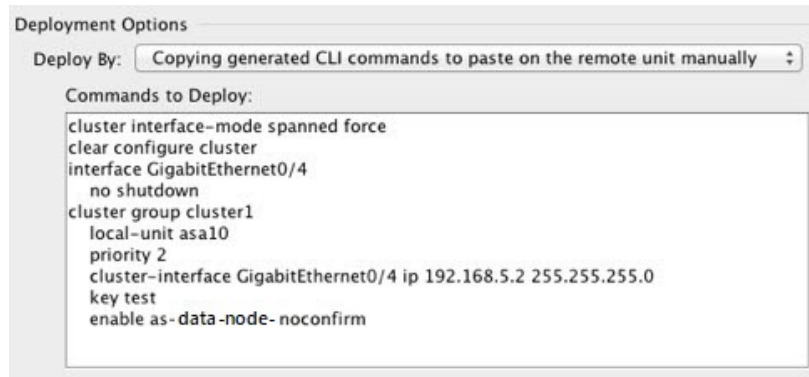 Deployment Options
Deploy By: Copying generated CLI commands to paste on the remote unit manually
Commands to Deploy:
cluster interface-mode spanned force
clear configure cluster
interface GigabitEthernet0/4
no shutdown
cluster group cluster1
local-unit asa10
priority 2
cluster-interface GigabitEthernet0/4 ip 192.168.5.2 255.255.255.0
key test
enable as-data-node-noconfirm